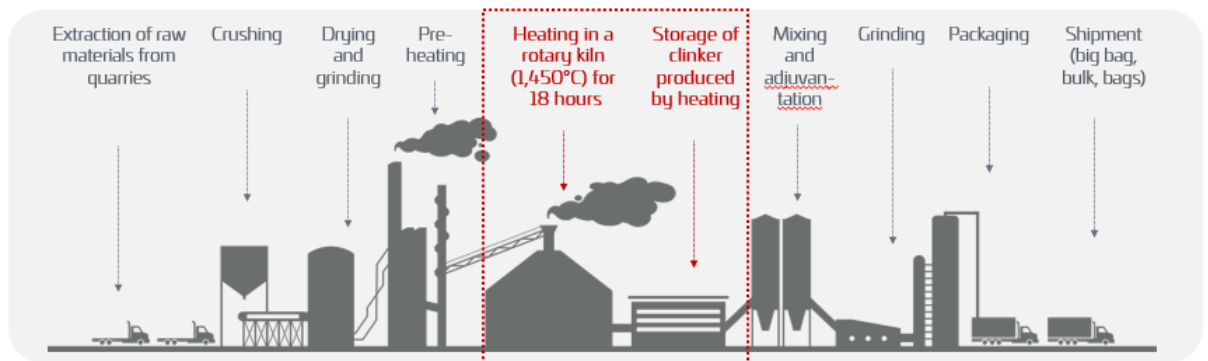 Extraction of raw
materials from
quarries
Crushing
Drying
and
grinding
Pre-
heating
Heating in a
rotary kiln
(1,450°C) for
18 hours
Storage of
clinker
produced
by heating
Mixing
and
adjuvan-
tation
Grinding
Packaging
Shipment
(big bag,
bulk, bags)